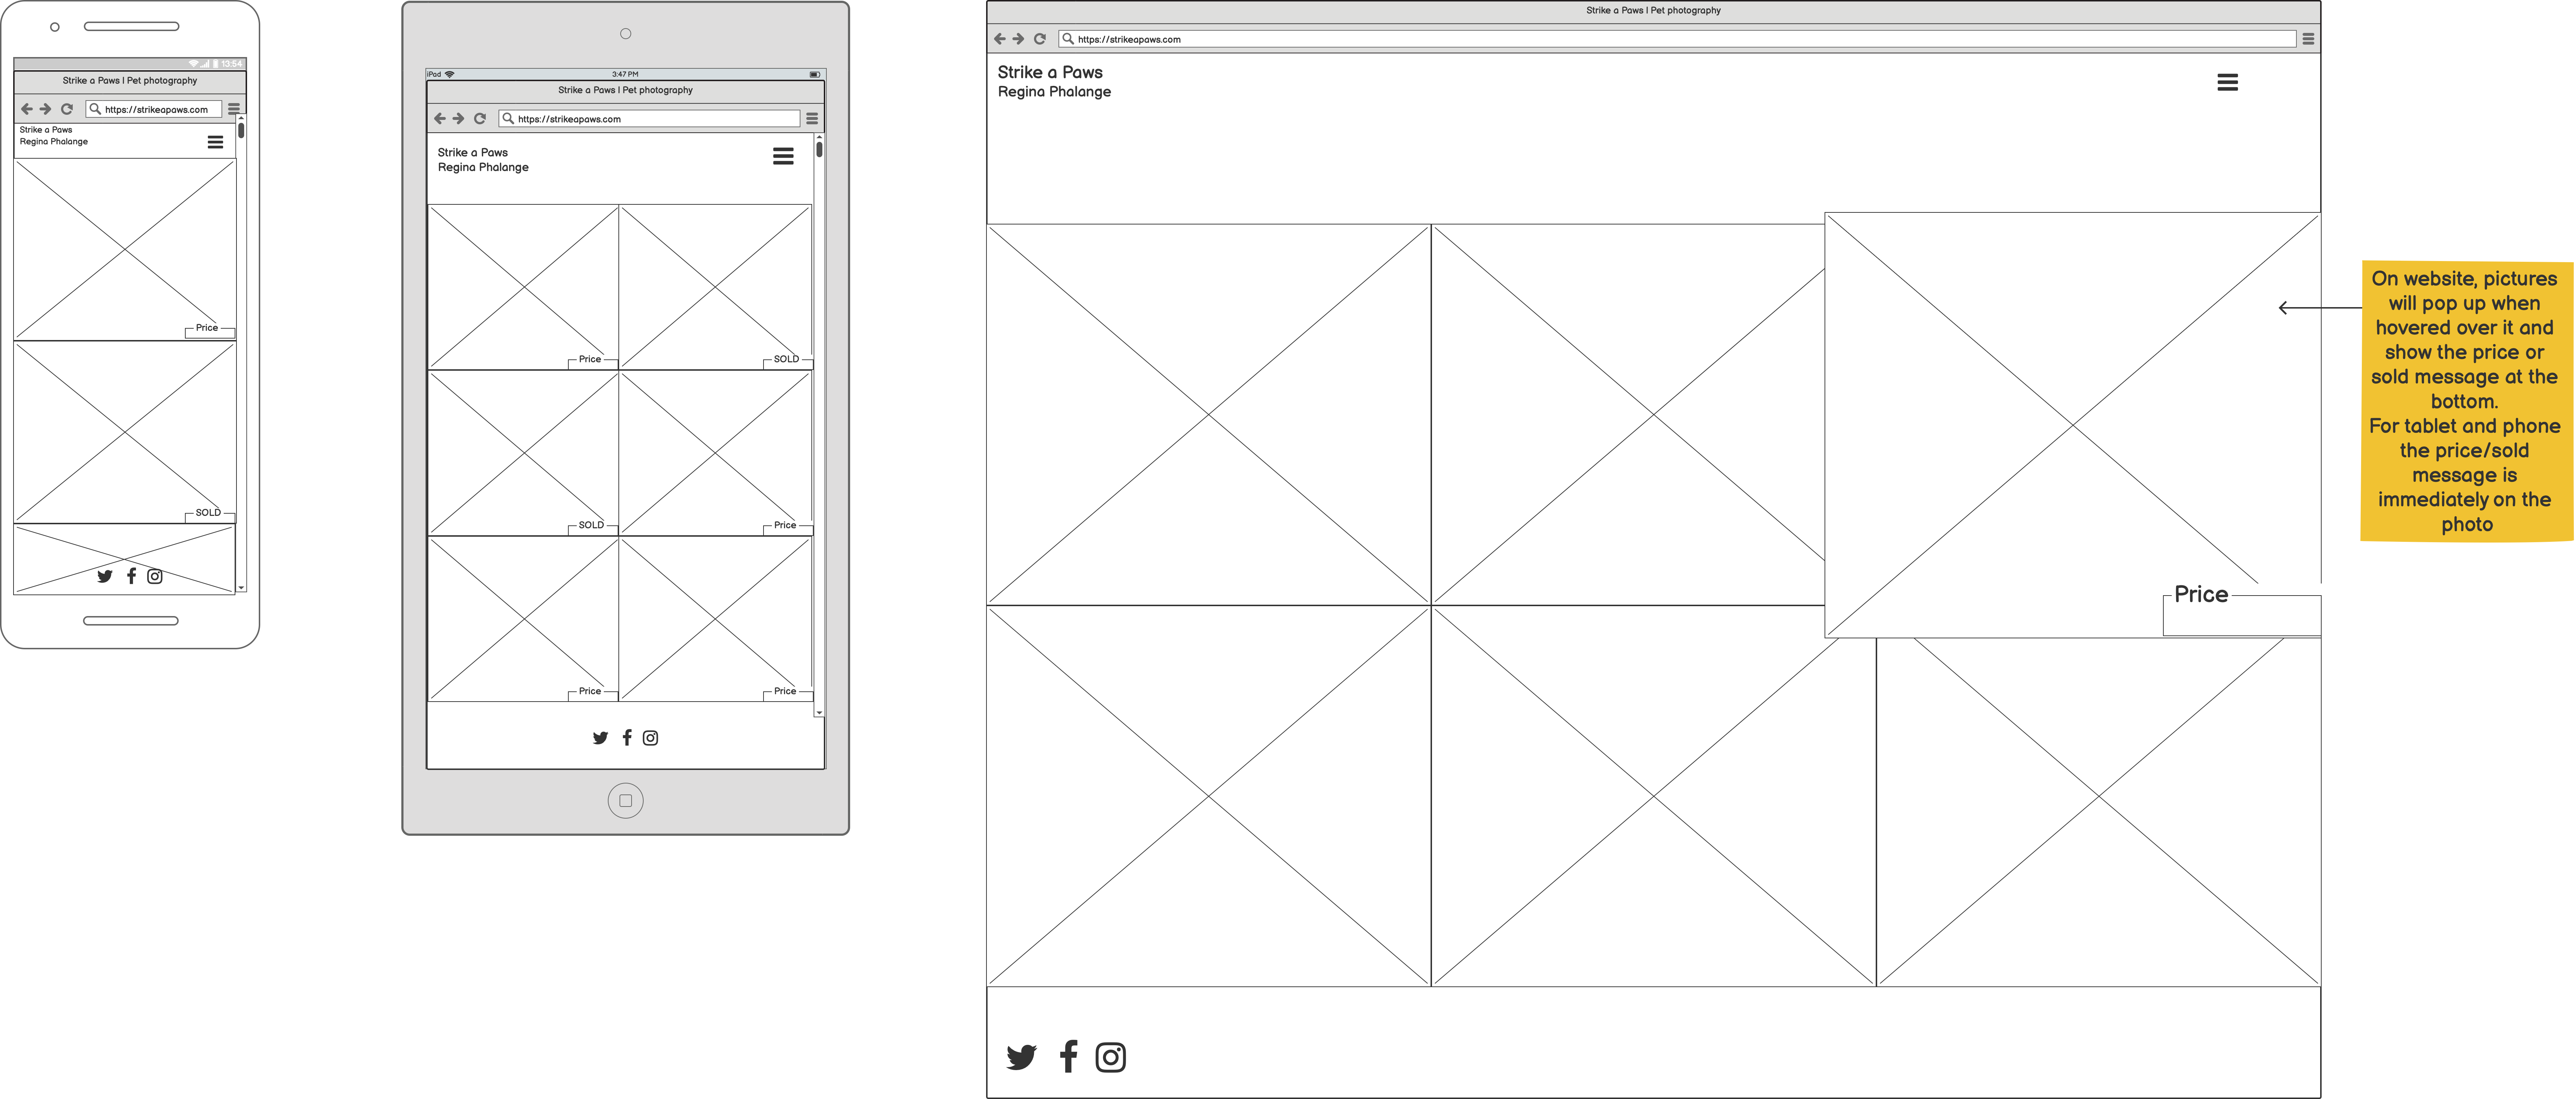 13:54
Strike a Paws | Pet photography
https://strikeapaws.com
Strike a Paws
Regina Phalange
Price
SOLD
iPad
3:47 PM
Strike a Paws | Pet photography
https://strikeapaws.com
Strike a Paws
Regina Phalange
Price
SOLD
SOLD
Price
Price
Price
Strike a Paws | Pet photography
https://strikeapaws.com
Strike a Paws
Regina Phalange
Price
On website, pictures
will pop up when
hovered over it and
show the price or
sold message at the
bottom.
For tablet and phone
the price/sold
message is
immediately on the
photo